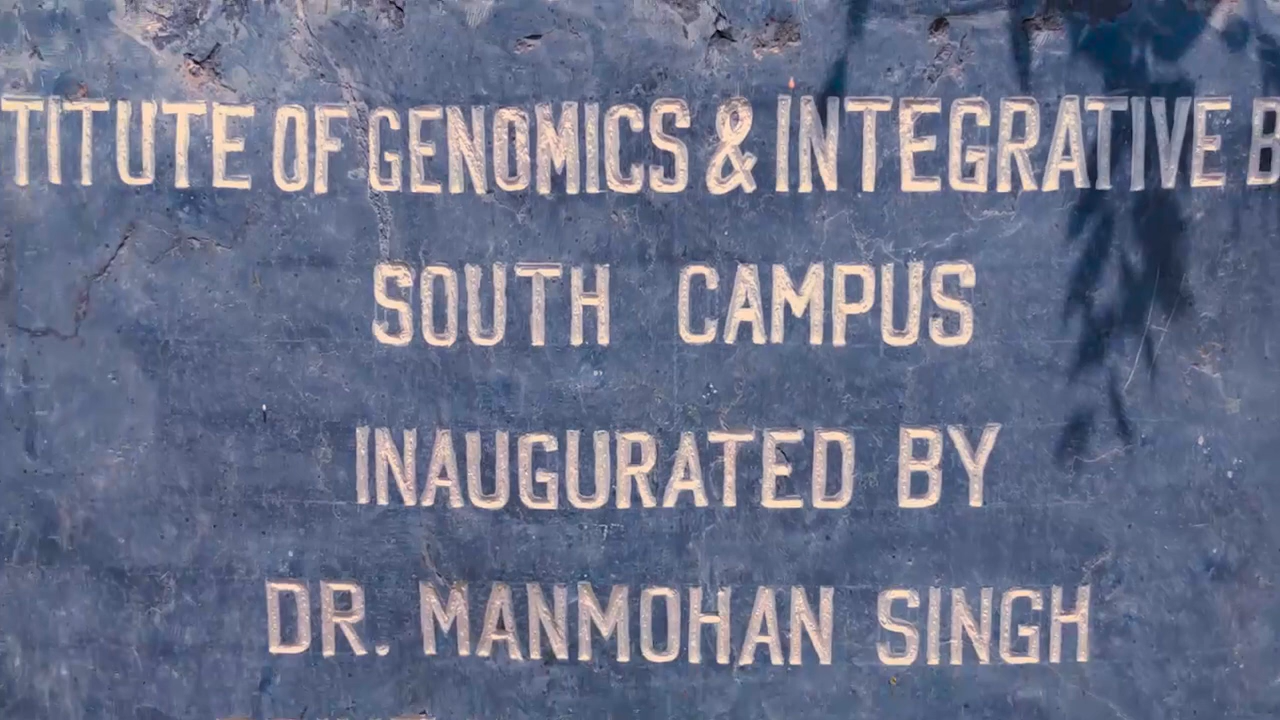 TITUTE OF GENOMICS & INTEGRATIVE B
SOUTH CAMPUS
INAUGURATED BY
DR. MANMOHAN SINGH